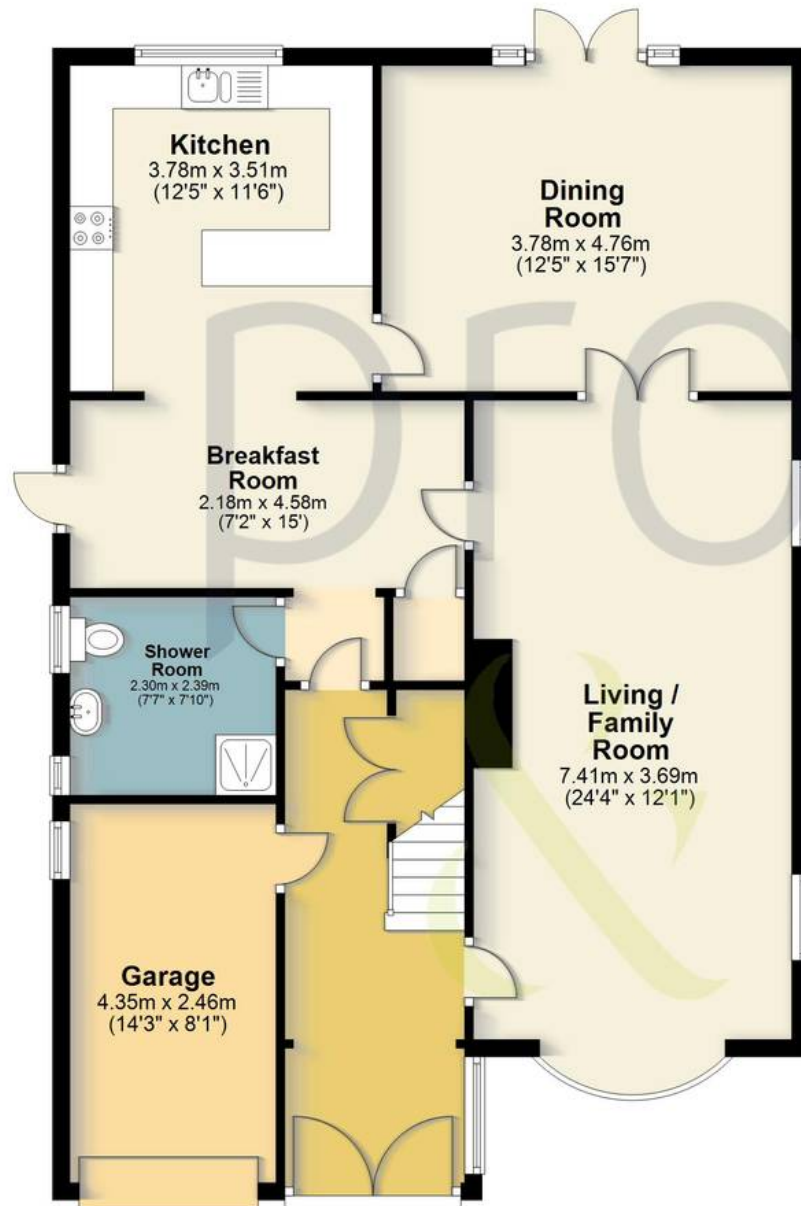 Kitchen
3.78m x 3.51m
(12'5" x 11'6")
Dining
Room
3.78m x 4.76m
(12'5" x 15'7")
Breakfast
Room
2.18m x 4.58m
(7'2" x 15')
Shower
Room
2.30m x 2.39m
(7'7" x 7'10")
Living /
Family
Room
7.41m x 3.69m
(24'4" x 12'1")
Garage
4.35m x 2.46m
(14'3" x 8'1")
pro
&